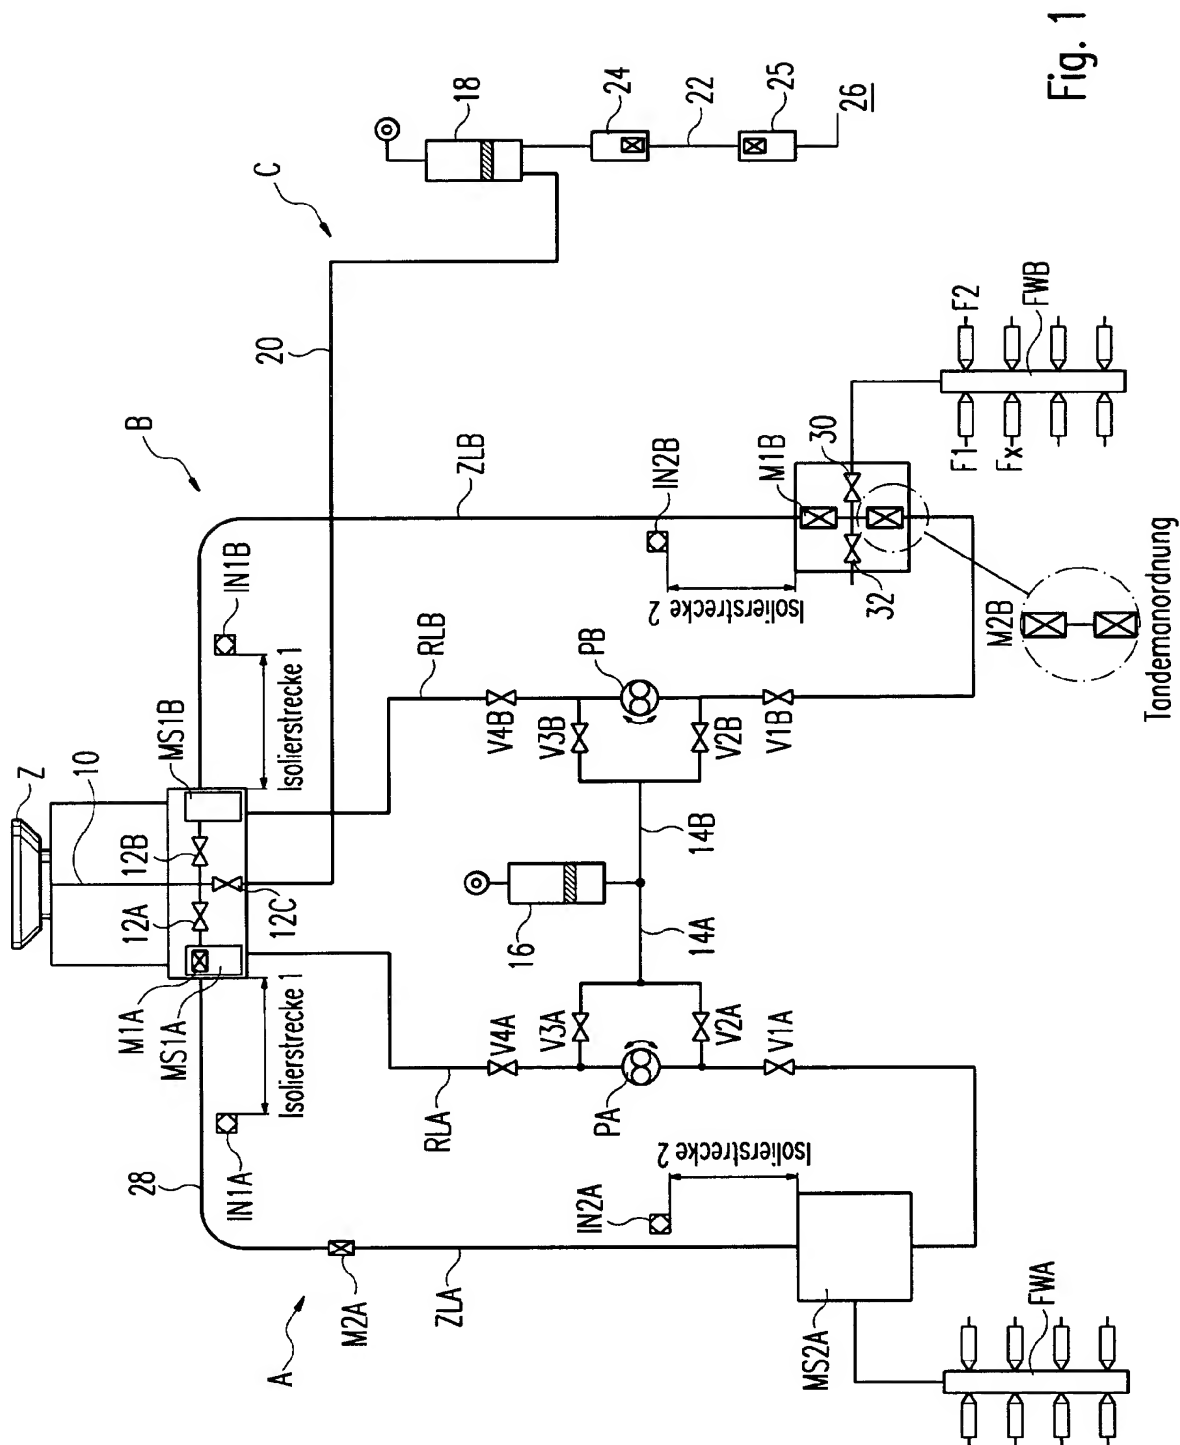 Fig. 1
Z
10
18
24
22
25
26
C
20
B
ZLB
IN1B
Isolierstrecke 1
MS1B
12B
12A
12C
M1A
MS1A
Isolierstrecke 1
IN1A
28
RLB
RLA
V4B
V3B
PB
V2B
V1B
14B
16
14A
V4A
V3A
PA
V2A
V1A
IN2B
Isolierstrecke 2
M1B
30
32
M2B
Tandemanordnung
F1
F2
Fx
FWB
A
M2A
ZLA
IN2A
Isolierstrecke 2
MS2A
FWA